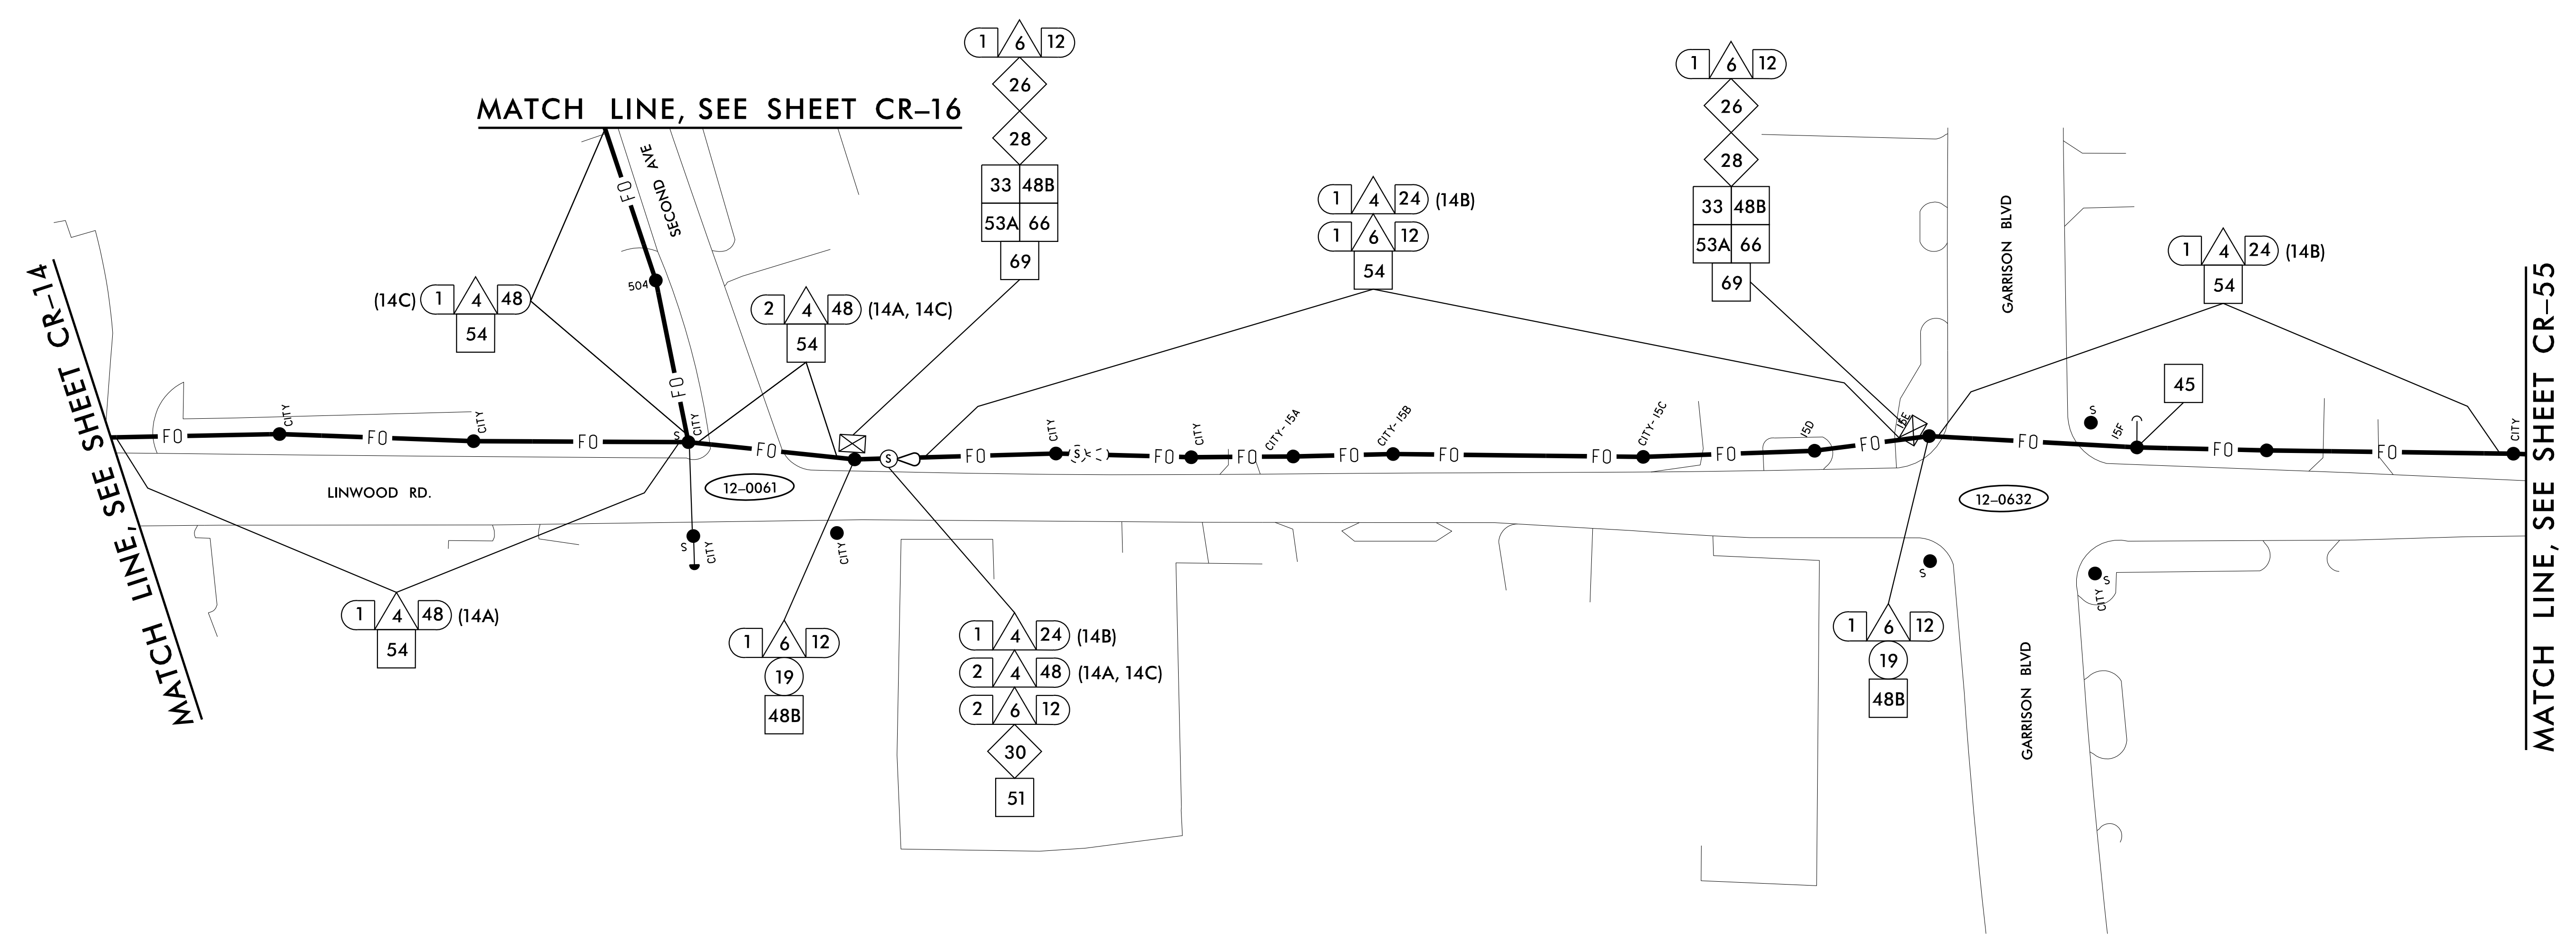 1 6 12
26
28
33 48B
53A 66
69
1 6 12
26
28
33 48B
53A 66
69
MATCH LINE, SEE SHEET CR-16
FO
SECOND AVE
504
FO
CITY
S
1 4 24 (14B)
1 6 12
54
GARRISON BLVD
1 4 24 (14B)
54
(14C) 1 4 48
54
2 4 48 (14A, 14C)
54
45
MATCH LINE, SEE SHEET CR-14
FO
CITY
FO
CITY
FO
FO
S
FO
CITY
S
FO
CITY
FO
CITY-15A
FO
CITY-15B
FO
FO
CITY-15C
FO
15D
FO
15E
FO
S
15F
FO
FO
CITY
MATCH LINE, SEE SHEET CR-55
LINWOOD RD.
12-0061
12-0632
S
CITY
CITY
S
S
CITY
1 4 48 (14A)
54
1 6 12
19
48B
1 4 24 (14B)
2 4 48 (14A, 14C)
2 6 12
30
51
1 6 12
19
48B
GARRISON BLVD